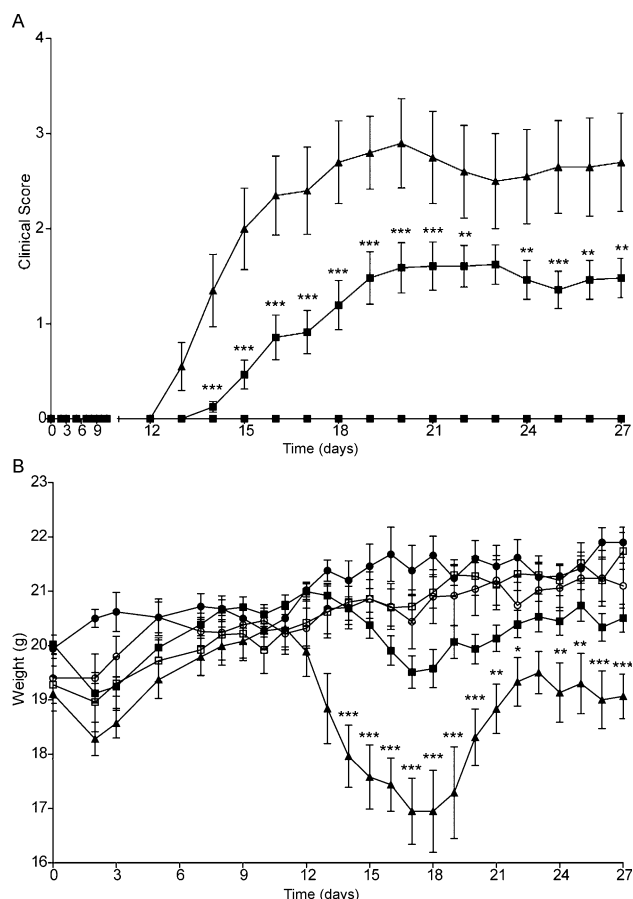 A
4
3
2
1
0
Clinical Score
*** *** *** *** *** *** *** *** ** ** *** ** **
0 3 6 9 12 15 18 21 24 27
Time (days)
B
23
22
21
20
19
18
17
16
Weight (g)
*** *** *** *** *** *** *** ** * ** ** *** ***
0 3 6 9 12 15 18 21 24 27
Time (days)